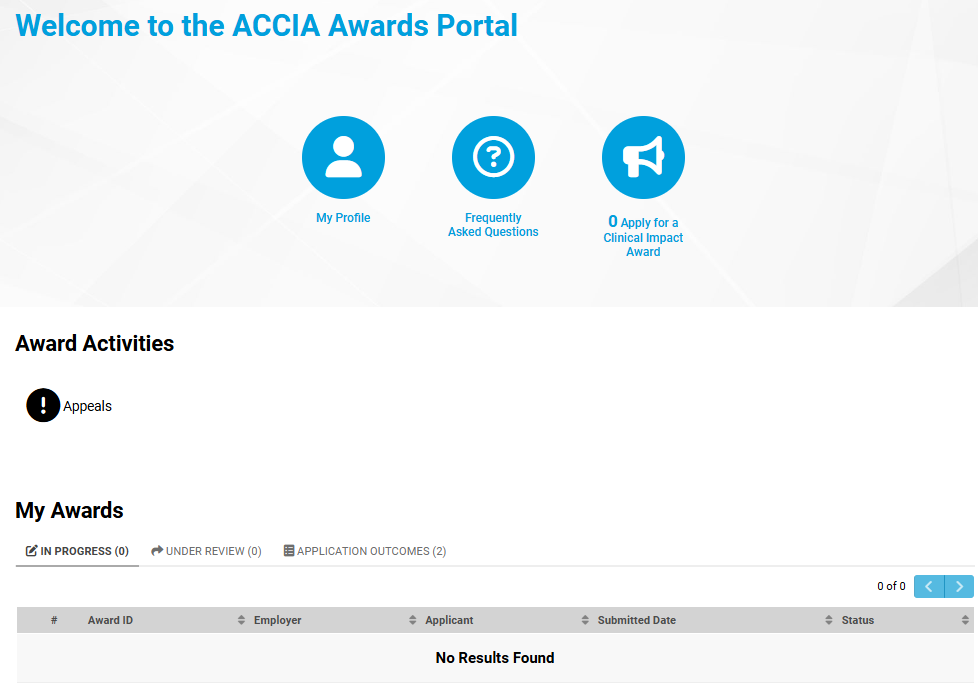 Welcome to the ACCIA Awards Portal
My Profile
Frequently
Asked Questions
0 Apply for a
Clinical Impact
Award
Award Activities
Appeals
My Awards
IN PROGRESS (0) UNDER REVIEW (0) APPLICATION OUTCOMES (2)
0 of 0
# Award ID Employer Applicant Submitted Date Status
No Results Found